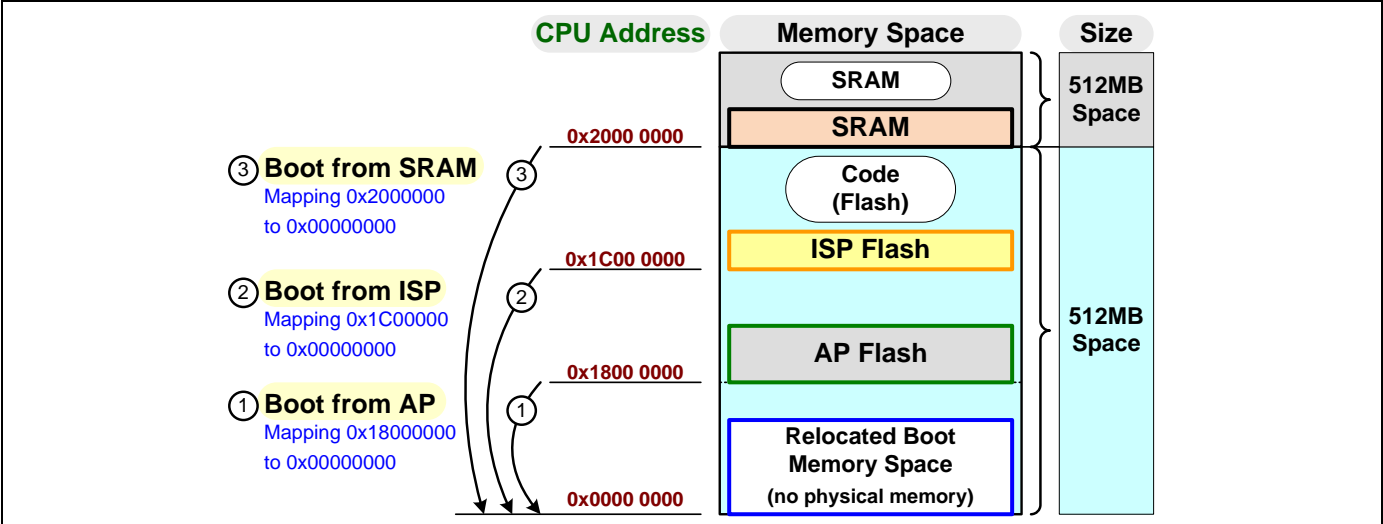 CPU Address
Memory Space
Size
SRAM
512MB
Space
SRAM
0x2000 0000
③ Boot from SRAM
Mapping 0x2000000
to 0x00000000
3
Code
(Flash)
ISP Flash
0x1C00 0000
② Boot from ISP
Mapping 0x1C00000
to 0x00000000
2
512MB
Space
AP Flash
0x1800 0000
① Boot from AP
Mapping 0x18000000
to 0x00000000
1
Relocated Boot
Memory Space
(no physical memory)
0x0000 0000